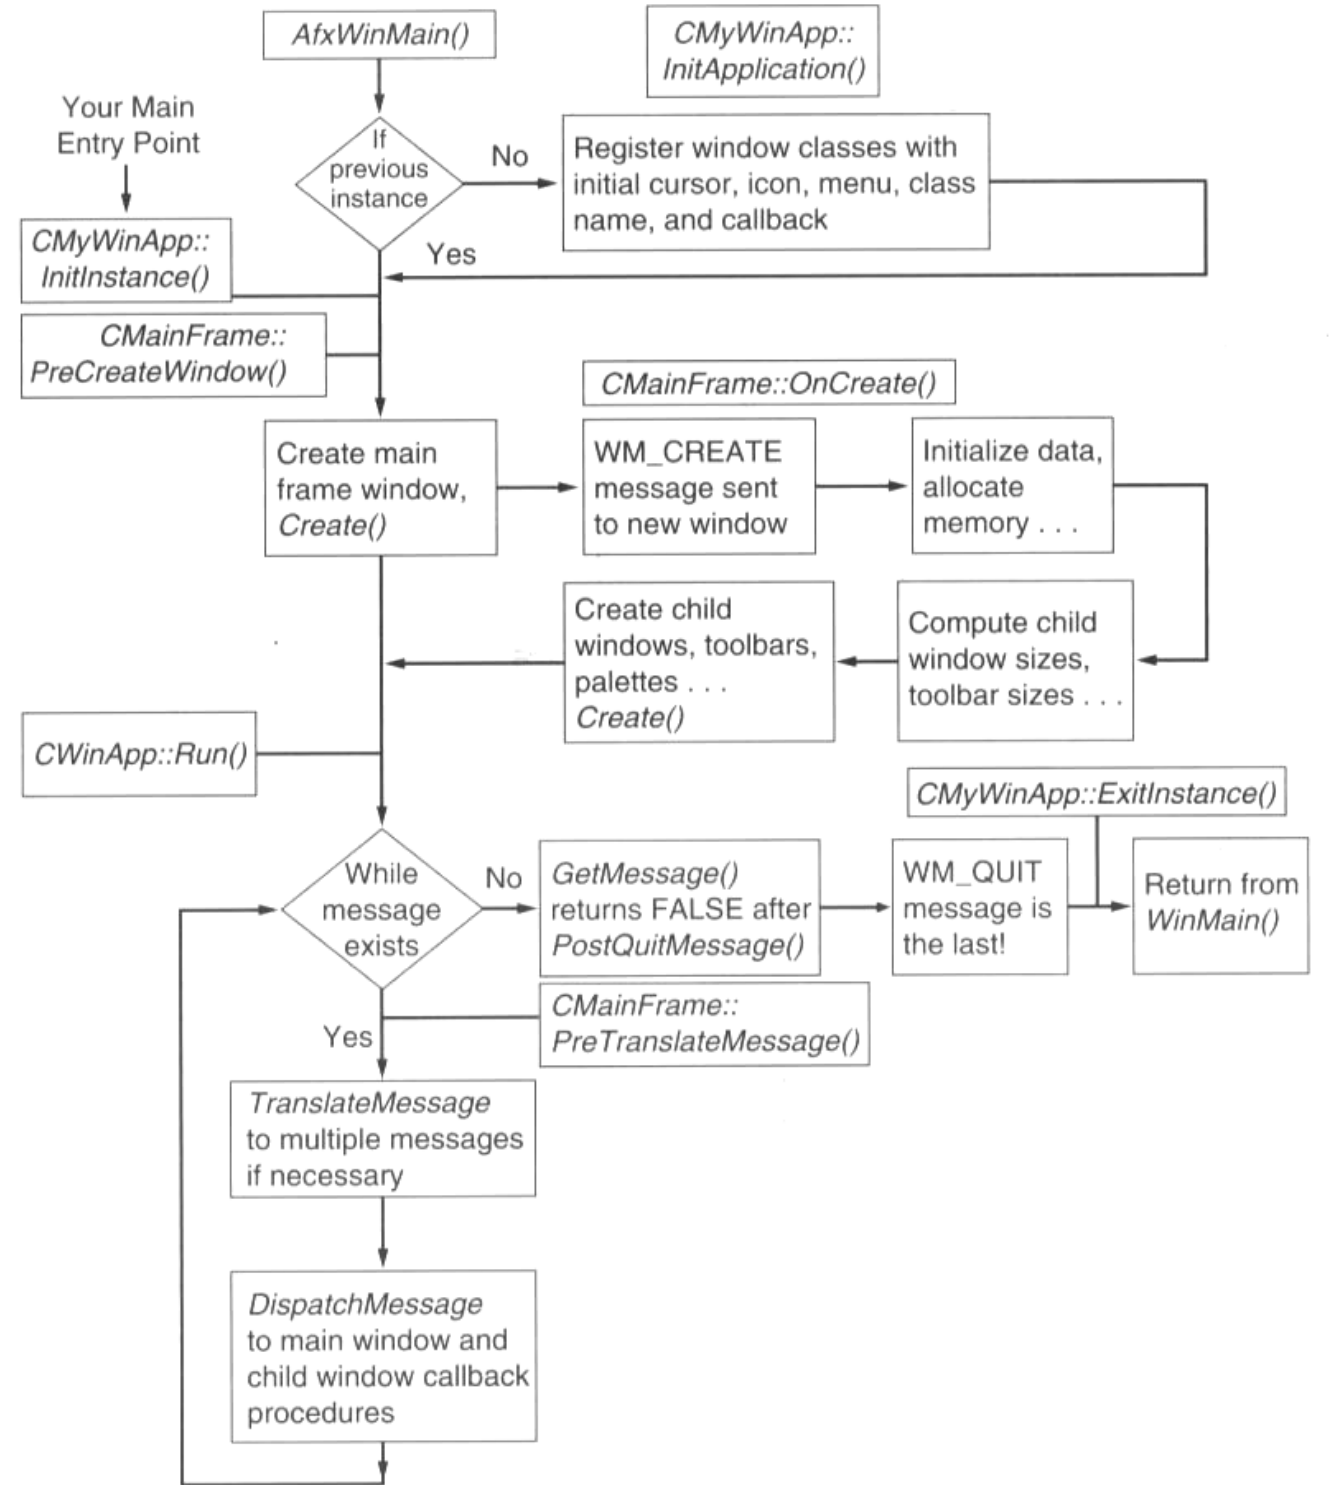 AfxWinMain()
CMyWinApp::
InitApplication()
Your Main
Entry Point
If
previous
instance
No
Register window classes with
initial cursor, icon, menu, class
name, and callback
Yes
CMyWinApp::
InitInstance()
CMainFrame::
PreCreateWindow()
CMainFrame::OnCreate()
Create main
frame window,
Create()
WM_CREATE
message sent
to new window
Initialize data,
allocate
memory . . .
Compute child
window sizes,
toolbar sizes . . .
Create child
windows, toolbars,
palettes . . .
Create()
CWinApp::Run()
CMyWinApp::ExitInstance()
While
message
exists
No
GetMessage()
returns FALSE after
PostQuitMessage()
WM_QUIT
message is
the last!
Return from
WinMain()
CMainFrame::
PreTranslateMessage()
Yes
TranslateMessage
to multiple messages
if necessary
DispatchMessage
to main window and
child window callback
procedures